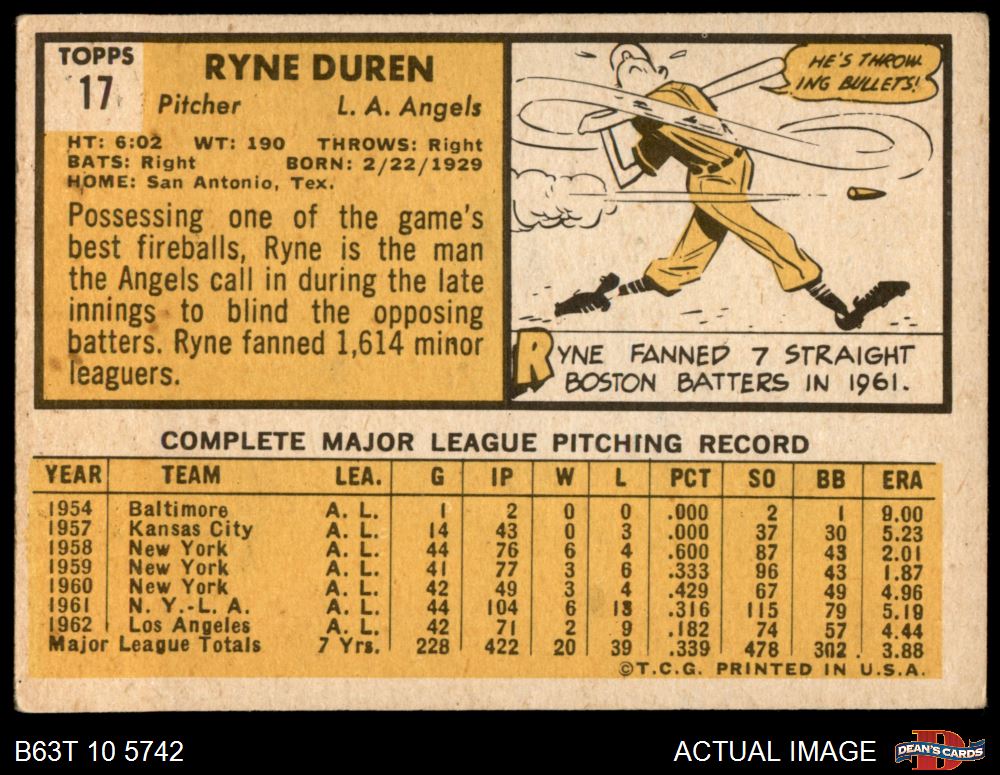 TOPPS
17
RYNE DUREN
Pitcher L. A. Angels
HT: 6:02 WT: 190 THROWS: Right
BATS: Right BORN: 2/22/1929
HOME: San Antonio, Tex.
Possessing one of the game's
best fireballs, Ryne is the man
the Angels call in during the late
innings to blind the opposing
batters. Ryne fanned 1,614 minor
leaguers.
HE'S THROW-
ING BULLETS!
RYNE FANNED 7 STRAIGHT
BOSTON BATTERS IN 1961.
COMPLETE MAJOR LEAGUE PITCHING RECORD
YEAR TEAM LEA. G IP W L PCT SO BB ERA
1954 Baltimore A. L. 1 2 0 0 .000 2 1 9.00
1957 Kansas City A. L. 14 43 0 3 .000 37 30 5.23
1958 New York A. L. 44 76 6 4 .600 87 43 2.01
1959 New York A. L. 41 77 3 6 .333 96 43 1.87
1960 New York A. L. 42 49 3 4 .429 67 49 4.96
1961 N. Y.-L. A. A. L. 44 104 6 13 .316 115 79 5.19
1962 Los Angeles A. L. 42 71 2 9 .182 74 57 4.44
Major League Totals 7 Yrs. 228 422 20 39 .339 478 302 3.88
©T.C.G. PRINTED IN U.S.A.
B63T 10 5742
ACTUAL IMAGE
D
DEAN'S CARDS